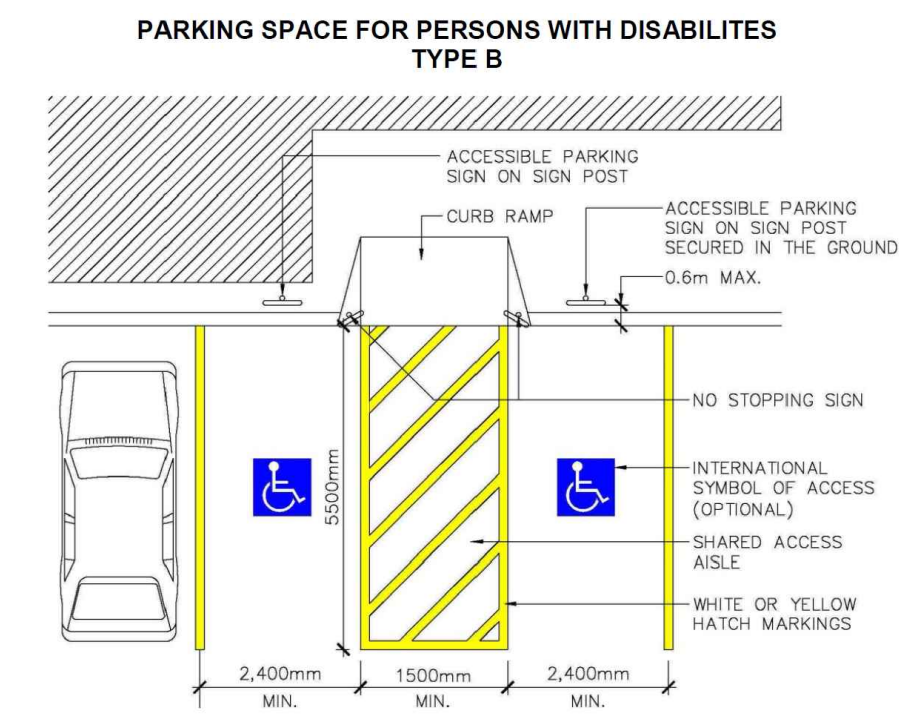 PARKING SPACE FOR PERSONS WITH DISABILITES
TYPE B
ACCESSIBLE PARKING
SIGN ON SIGN POST
CURB RAMP
ACCESSIBLE PARKING
SIGN ON SIGN POST
SECURED IN THE GROUND
0.6m MAX.
NO STOPPING SIGN
INTERNATIONAL
SYMBOL OF ACCESS
(OPTIONAL)
5500mm
SHARED ACCESS
AISLE
WHITE OR YELLOW
HATCH MARKINGS
2,400mm
MIN.
1500mm
MIN.
2,400mm
MIN.